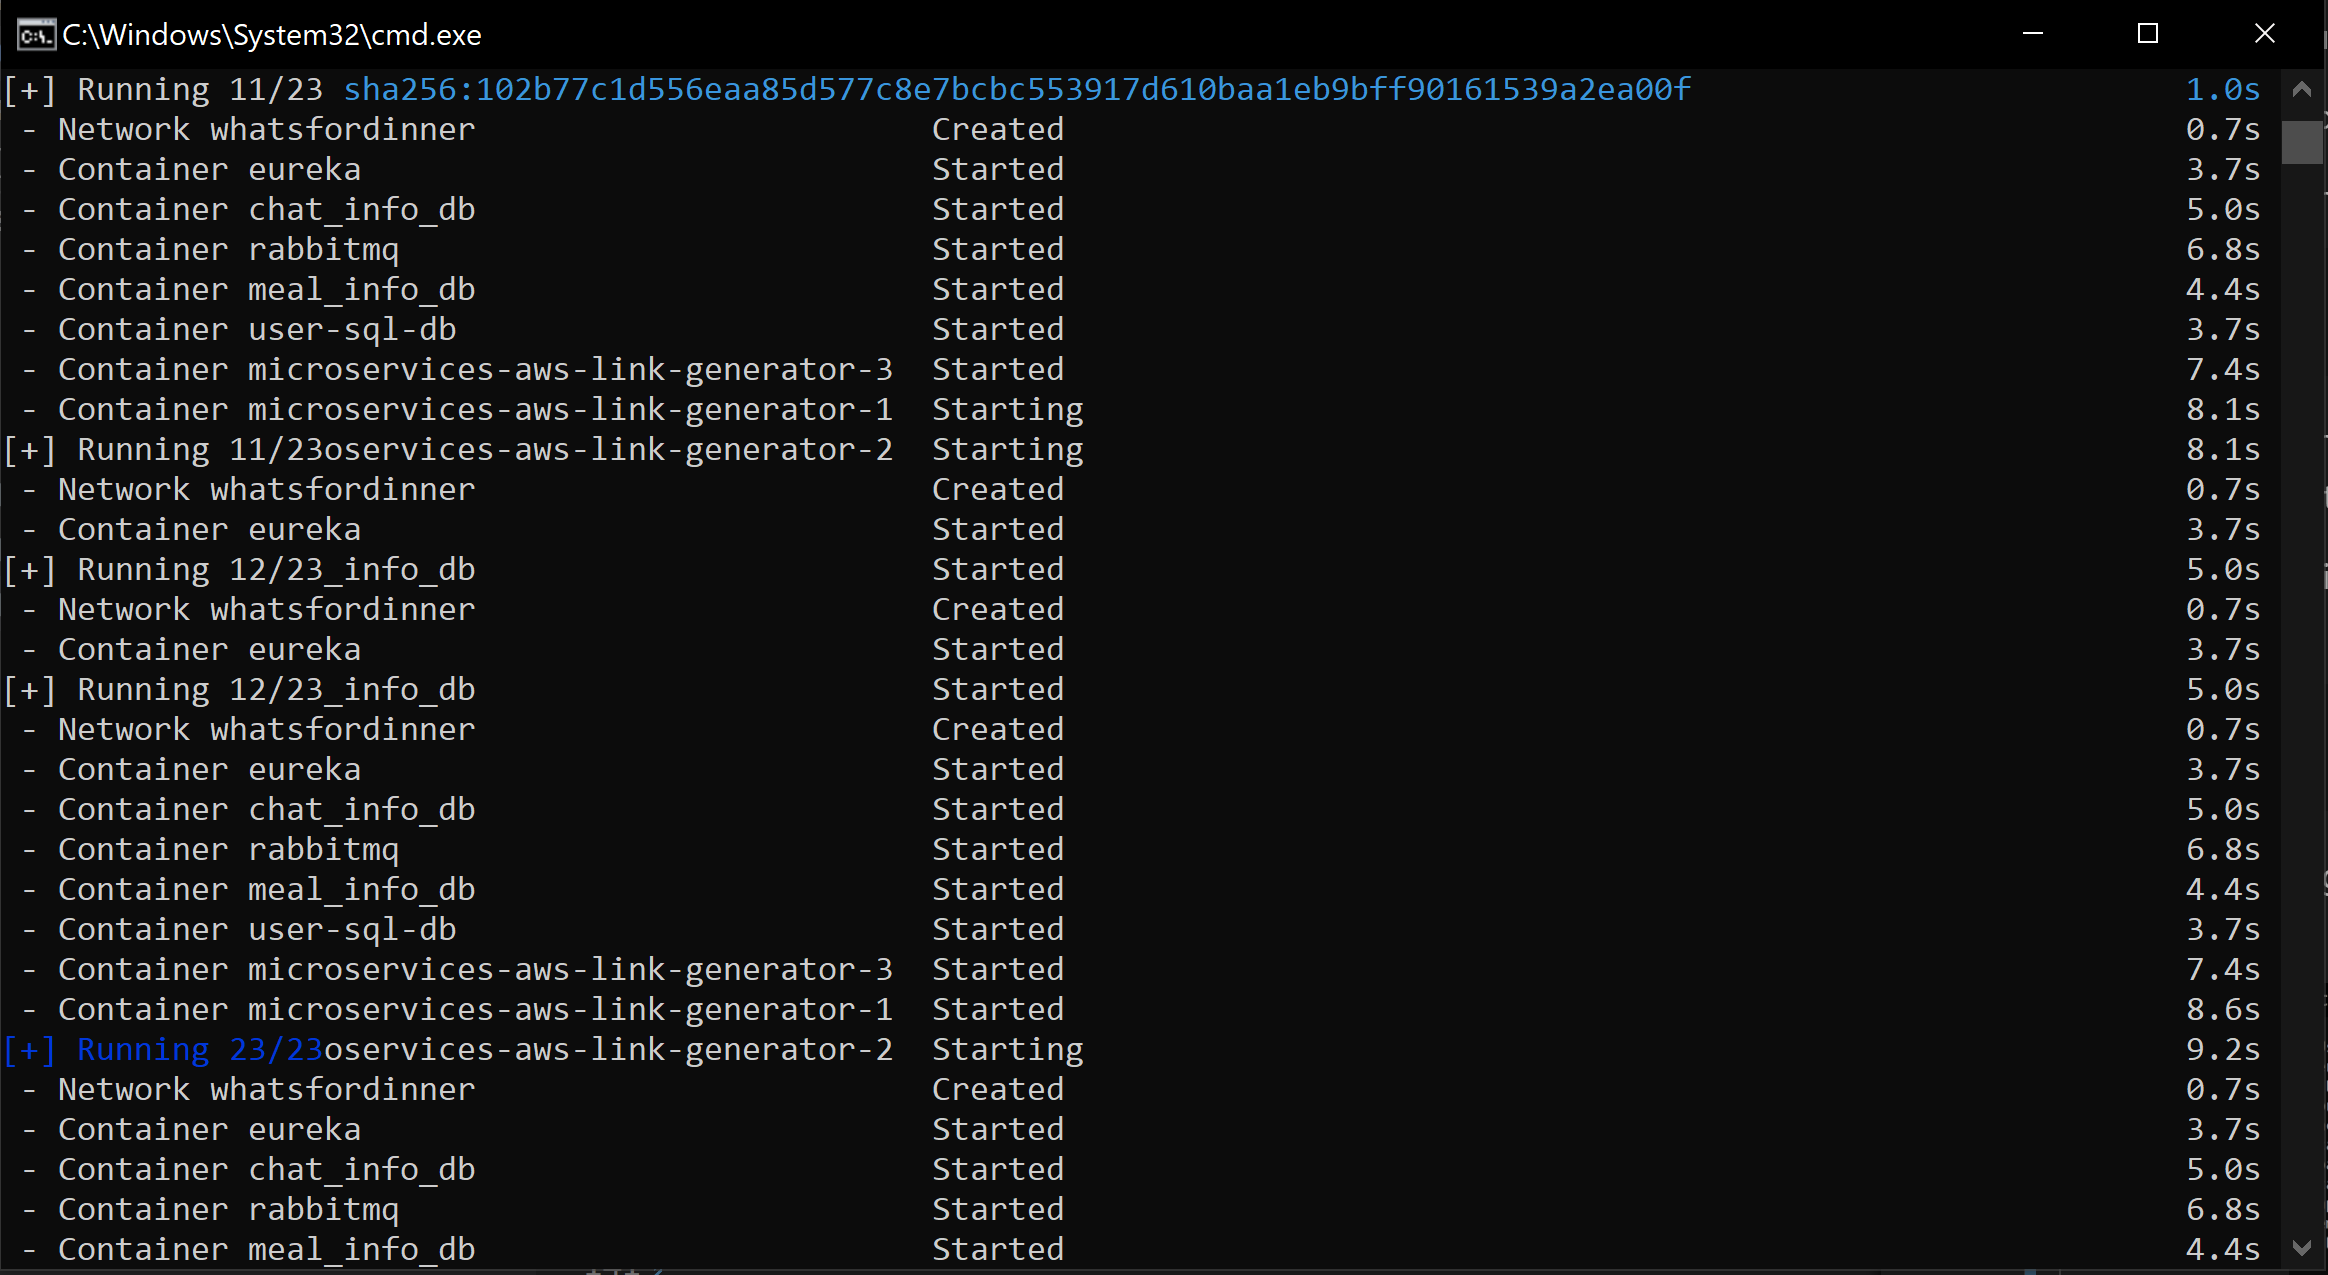 C:\Windows\System32\cmd.exe
[+] Running 11/23 sha256:102b77c1d556eaa85d577c8e7bcbc553917d610baa1eb9bff90161539a2ea00f 1.0s
- Network whatsfordinner Created 0.7s
- Container eureka Started 3.7s
- Container chat_info_db Started 5.0s
- Container rabbitmq Started 6.8s
- Container meal_info_db Started 4.4s
- Container user-sql-db Started 3.7s
- Container microservices-aws-link-generator-3 Started 7.4s
- Container microservices-aws-link-generator-1 Starting 8.1s
[+] Running 11/23oservices-aws-link-generator-2 Starting 8.1s
- Network whatsfordinner Created 0.7s
- Container eureka Started 3.7s
[+] Running 12/23_info_db Started 5.0s
- Network whatsfordinner Created 0.7s
- Container eureka Started 3.7s
[+] Running 12/23_info_db Started 5.0s
- Network whatsfordinner Created 0.7s
- Container eureka Started 3.7s
- Container chat_info_db Started 5.0s
- Container rabbitmq Started 6.8s
- Container meal_info_db Started 4.4s
- Container user-sql-db Started 3.7s
- Container microservices-aws-link-generator-3 Started 7.4s
- Container microservices-aws-link-generator-1 Started 8.6s
[+] Running 23/23oservices-aws-link-generator-2 Starting 9.2s
- Network whatsfordinner Created 0.7s
- Container eureka Started 3.7s
- Container chat_info_db Started 5.0s
- Container rabbitmq Started 6.8s
- Container meal_info_db Started 4.4s